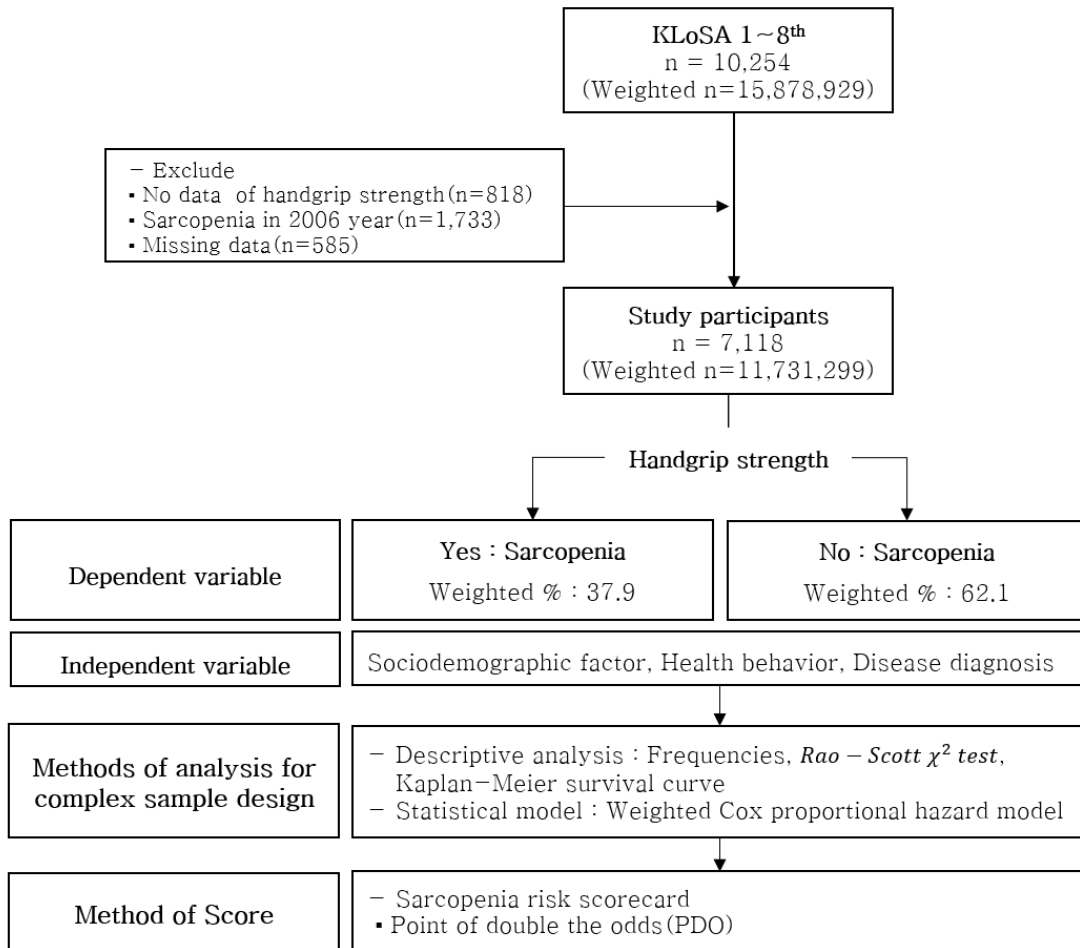 KLoSA 1~8th
n = 10,254
(Weighted n=15,878,929)
− Exclude
▪ No data of handgrip strength(n=818)
▪ Sarcopenia in 2006 year(n=1,733)
▪ Missing data(n=585)
Study participants
n = 7,118
(Weighted n=11,731,299)
Handgrip strength
Dependent variable
Yes : Sarcopenia
Weighted % : 37.9
No : Sarcopenia
Weighted % : 62.1
Independent variable
Sociodemographic factor, Health behavior, Disease diagnosis
Methods of analysis for
complex sample design
− Descriptive analysis : Frequencies, Rao − Scott χ² test,
Kaplan−Meier survival curve
− Statistical model : Weighted Cox proportional hazard model
Method of Score
− Sarcopenia risk scorecard
▪ Point of double the odds(PDO)